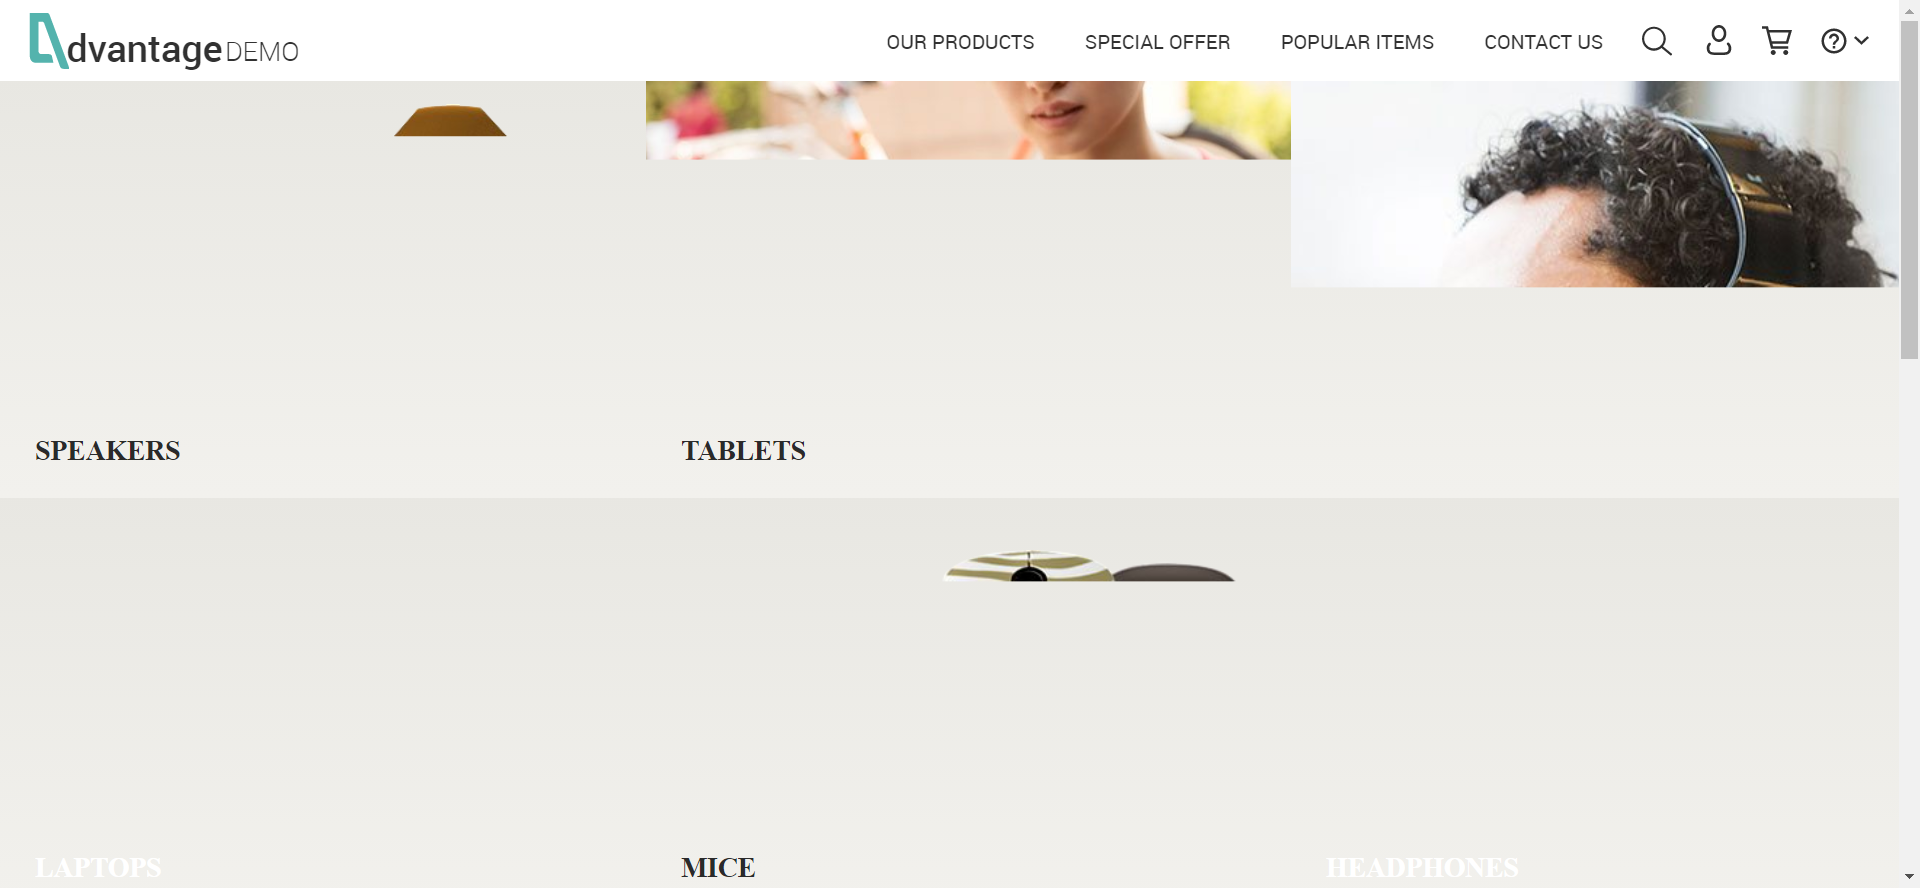 dvantage DEMO
OUR PRODUCTS SPECIAL OFFER POPULAR ITEMS CONTACT US
SPEAKERS TABLETS
LAPTOPS MICE HEADPHONES